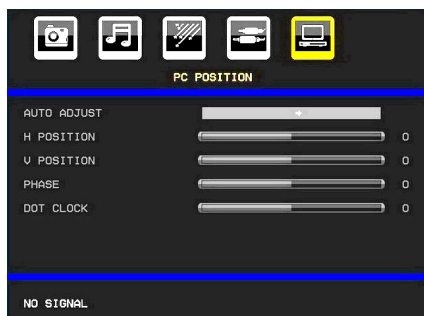 PC POSITION
AUTO ADJUST
H POSITION 0
V POSITION 0
PHASE 0
DOT CLOCK 0
NO SIGNAL